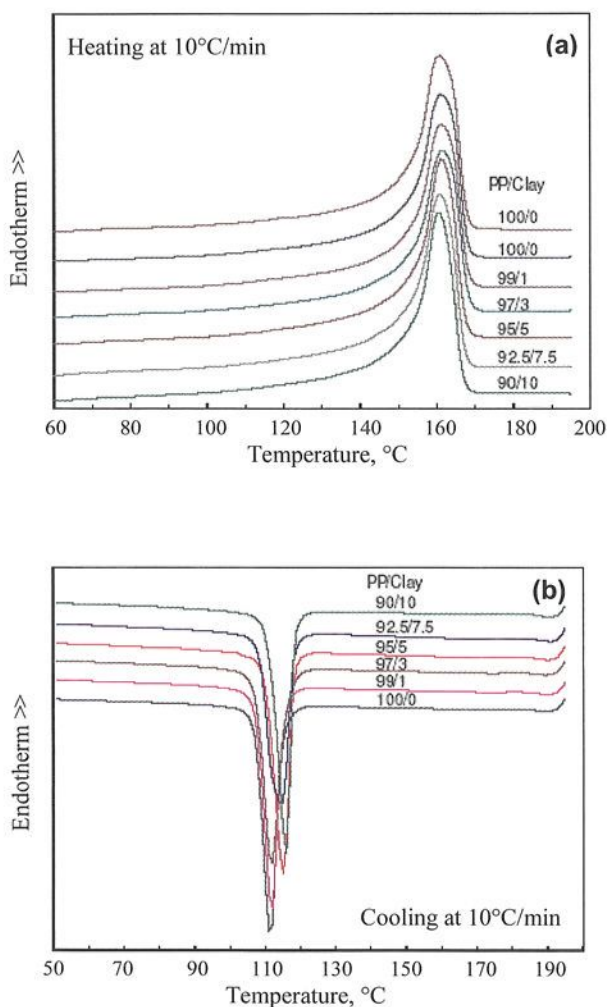 (a)
Heating at 10°C/min
Endotherm >>
PP/Clay
100/0
100/0
99/1
97/3
95/5
92.5/7.5
90/10
60 80 100 120 140 160 180 200
Temperature, °C
(b)
PP/Clay
90/10
92.5/7.5
95/5
97/3
99/1
100/0
Endotherm >>
Cooling at 10°C/min
50 70 90 110 130 150 170 190
Temperature, °C